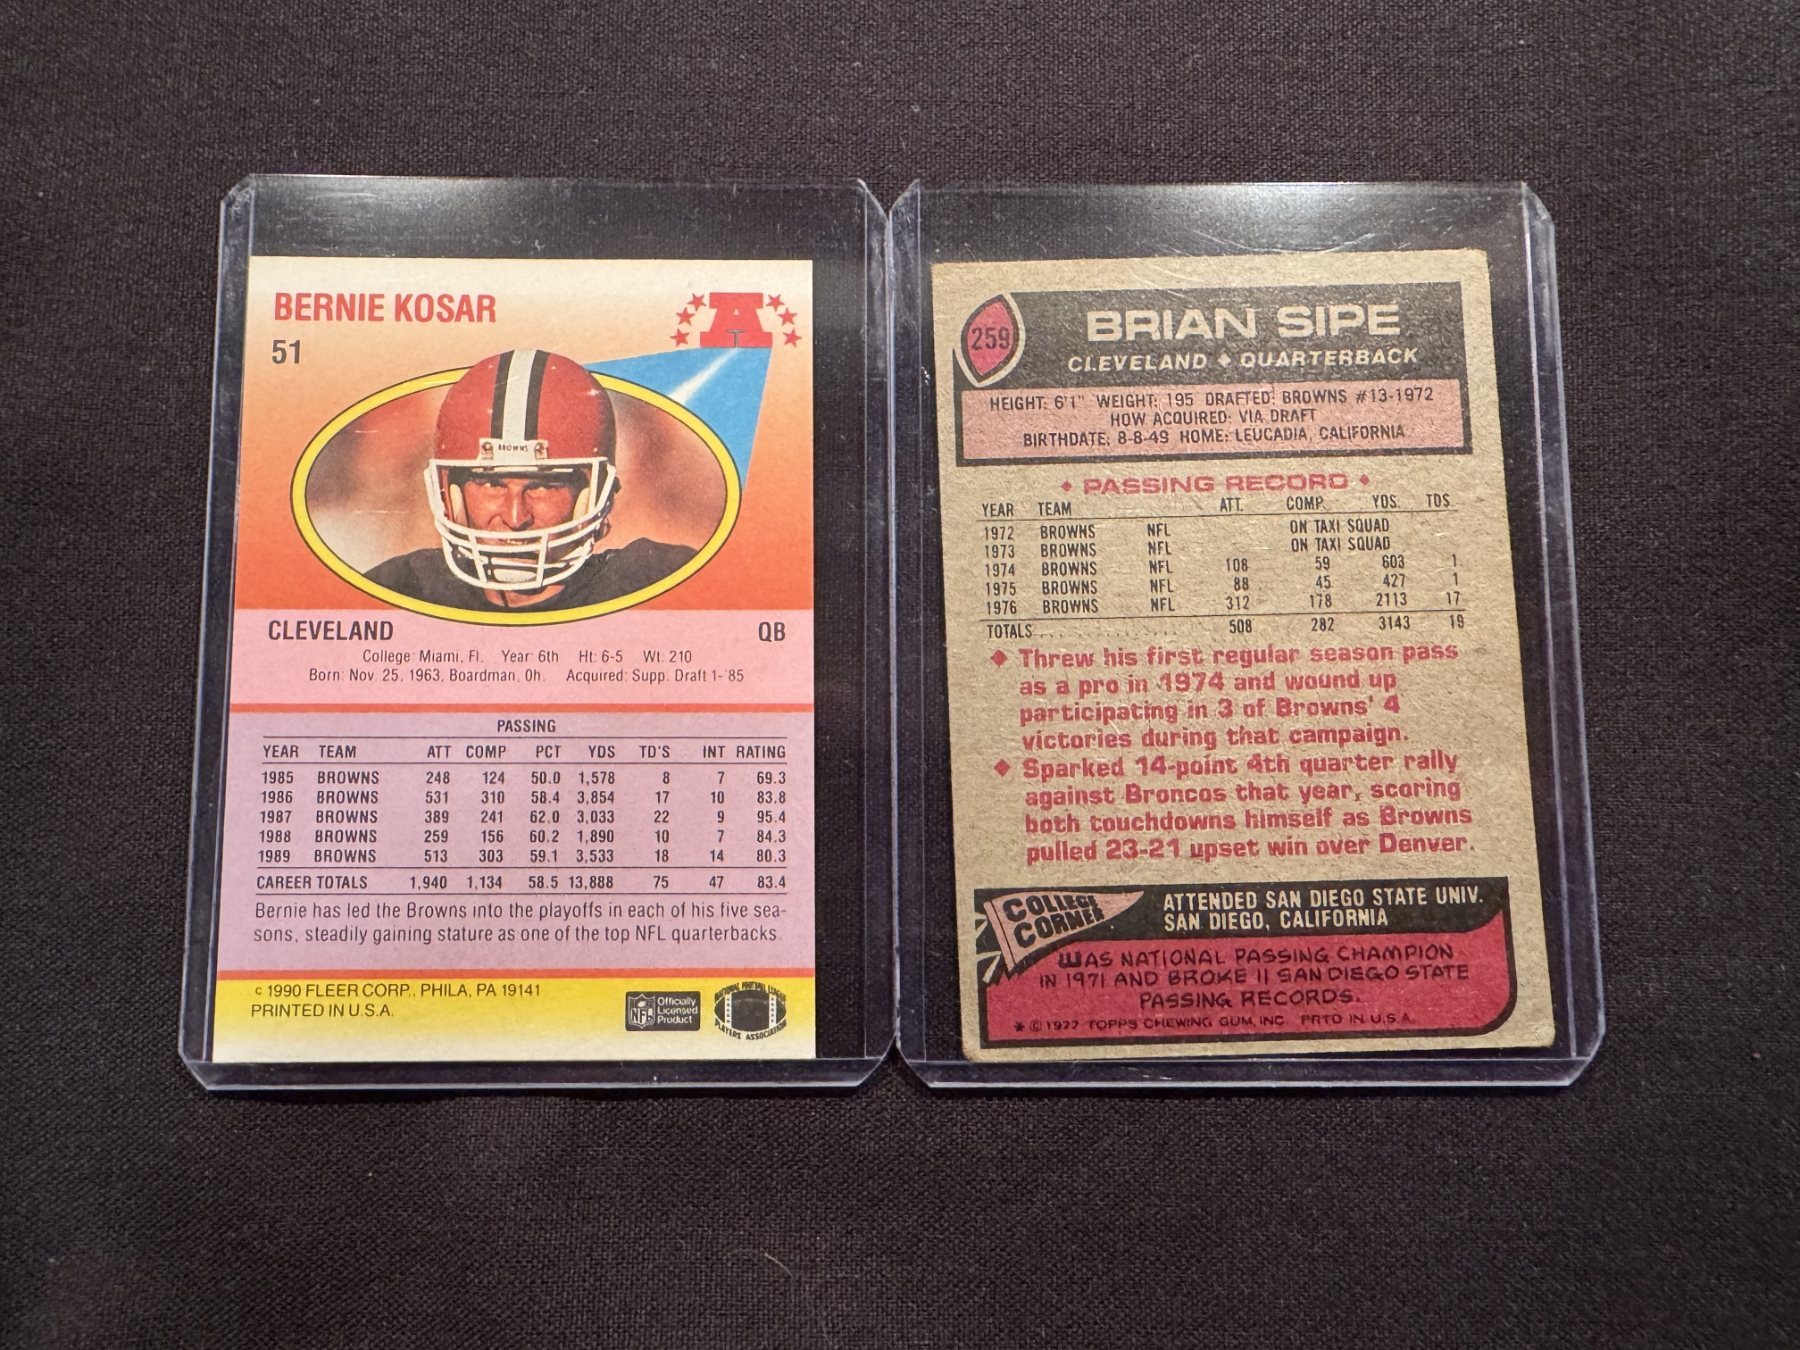 BERNIE KOSAR
51
A
BROWNS
CLEVELAND QB
College: Miami, Fl. Year: 6th Ht: 6-5 Wt: 210
Born: Nov. 25, 1963, Boardman, Oh. Acquired: Supp. Draft 1-'85
PASSING
YEAR TEAM ATT COMP PCT YDS TD'S INT RATING
1985 BROWNS 248 124 50.0 1,578 8 7 69.3
1986 BROWNS 531 310 58.4 3,854 17 10 83.8
1987 BROWNS 389 241 62.0 3,033 22 9 95.4
1988 BROWNS 259 156 60.2 1,890 10 7 84.3
1989 BROWNS 513 303 59.1 3,533 18 14 80.3
CAREER TOTALS 1,940 1,134 58.5 13,888 75 47 83.4
Bernie has led the Browns into the playoffs in each of his five sea-
sons, steadily gaining stature as one of the top NFL quarterbacks.
© 1990 FLEER CORP., PHILA, PA 19141
PRINTED IN U.S.A.
NFL
Officially
Licensed
Product
NATIONAL FOOTBALL LEAGUE
PLAYERS ASSOCIATION
259
BRIAN SIPE
CLEVELAND ♦ QUARTERBACK
HEIGHT: 6'1" WEIGHT: 195 DRAFTED: BROWNS #13-1972
HOW ACQUIRED: VIA DRAFT
BIRTHDATE: 8-8-49 HOME: LEUCADIA, CALIFORNIA
♦ PASSING RECORD ♦
YEAR TEAM ATT. COMP. YDS. TDS.
1972 BROWNS NFL ON TAXI SQUAD
1973 BROWNS NFL ON TAXI SQUAD
1974 BROWNS NFL 108 59 603 1
1975 BROWNS NFL 88 45 427 1
1976 BROWNS NFL 312 178 2113 17
TOTALS 508 282 3143 19
♦ Threw his first regular season pass
as a pro in 1974 and wound up
participating in 3 of Browns' 4
victories during that campaign.
♦ Sparked 14-point 4th quarter rally
against Broncos that year, scoring
both touchdowns himself as Browns
pulled 23-21 upset win over Denver.
COLLEGE
CORNER
ATTENDED SAN DIEGO STATE UNIV.
SAN DIEGO, CALIFORNIA
WAS NATIONAL PASSING CHAMPION
IN 1971 AND BROKE 11 SAN DIEGO STATE
PASSING RECORDS.
* © 1977 TOPPS CHEWING GUM, INC. PRTD IN U.S.A.